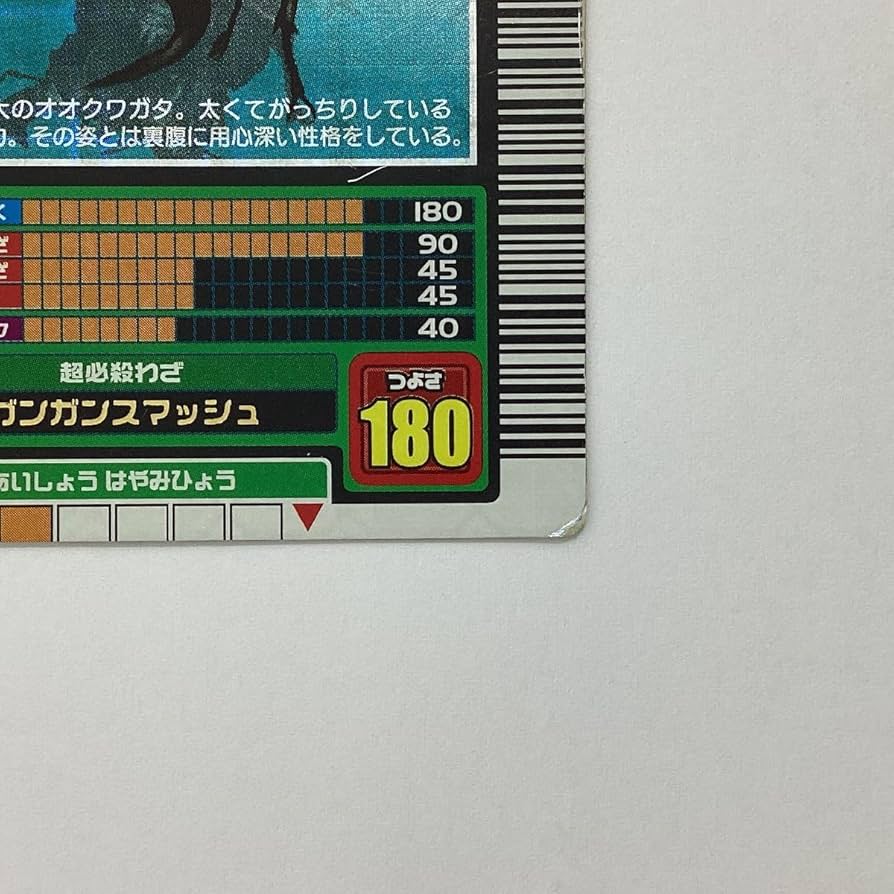 大のオオクワガタ。太くてがっちりしている
。その姿とは裏腹に用心深い性格をしている。
180
ざ 90
ざ 45
45
40
超必殺わざ
つよさ
ガンガンスマッシュ
180
あいしょう はやみひょう